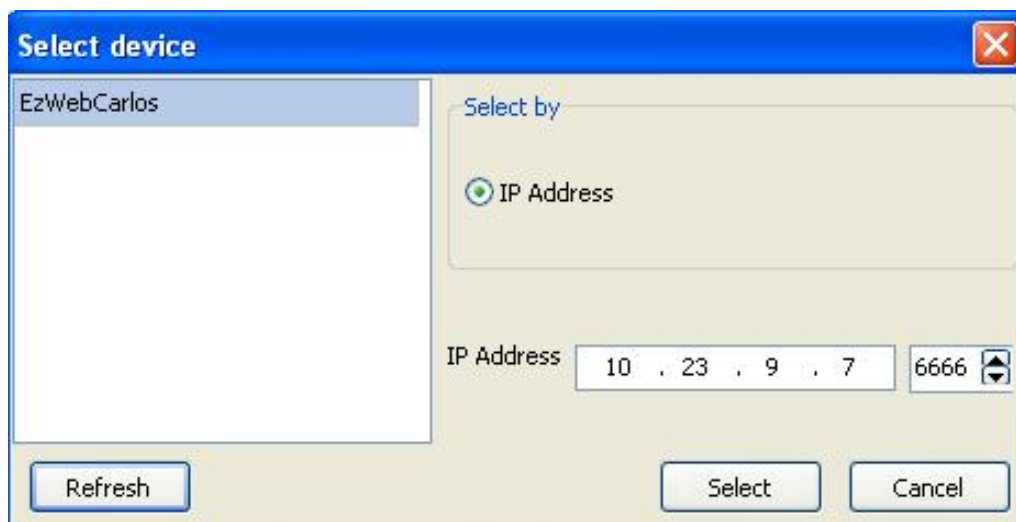 Select device
EzWebCarlos
Select by
IP Address
IP Address 10 . 23 . 9 . 7 6666
Refresh Select Cancel